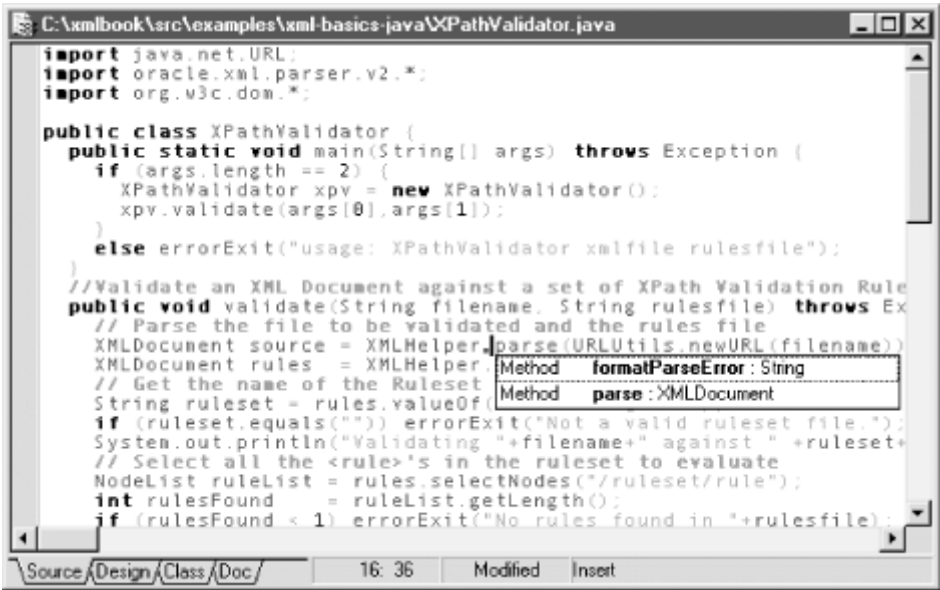 C:\xmlbook\src\examples\xml-basics-java\XPathValidator.java
import java.net.URL;
import oracle.xml.parser.v2.*;
import org.w3c.dom.*;
public class XPathValidator {
public static void main(String[] args) throws Exception {
if (args.length == 2) {
XPathValidator xpv = new XPathValidator();
xpv.validate(args[0],args[1]);
}
else errorExit("usage: XPathValidator xmlfile rulesfile");
}
//Validate an XML Document against a set of XPath Validation Rule
public void validate(String filename, String rulesfile) throws Ex
// Parse the file to be validated and the rules file
XMLDocument source = XMLHelper.parse(URLUtils.newURL(filename))
XMLDocument rules = XMLHelper.
Method formatParseError : String
// Get the name of the Ruleset
Method parse : XMLDocument
String ruleset = rules.valueOf(
if (ruleset.equals("")) errorExit("Not a valid ruleset file.");
System.out.println("Validating "+filename+" against " +ruleset+
// Select all the <rule>'s in the ruleset to evaluate
NodeList ruleList = rules.selectNodes("/ruleset/rule");
int rulesFound = ruleList.getLength();
if (rulesFound < 1) errorExit("No rules found in "+rulesfile);
Source Design Class Doc 16: 36 Modified Insert